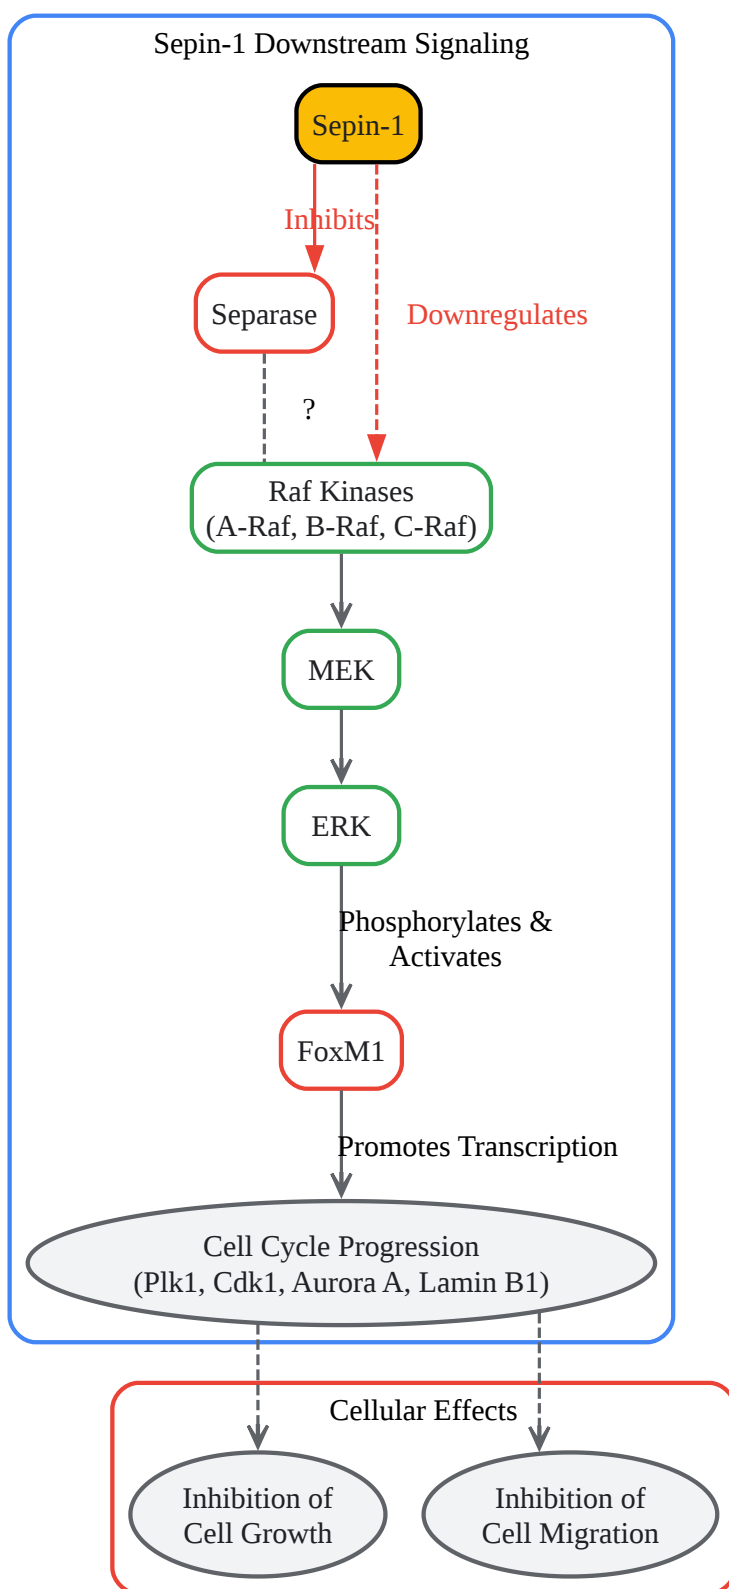 Sepin-1 Downstream Signaling
Sepin-1
Inhibits
Separase
Downregulates
?
Raf Kinases
(A-Raf, B-Raf, C-Raf)
MEK
ERK
Phosphorylates &
Activates
FoxM1
Promotes Transcription
Cell Cycle Progression
(Plk1, Cdk1, Aurora A, Lamin B1)
Cellular Effects
Inhibition of
Cell Growth
Inhibition of
Cell Migration